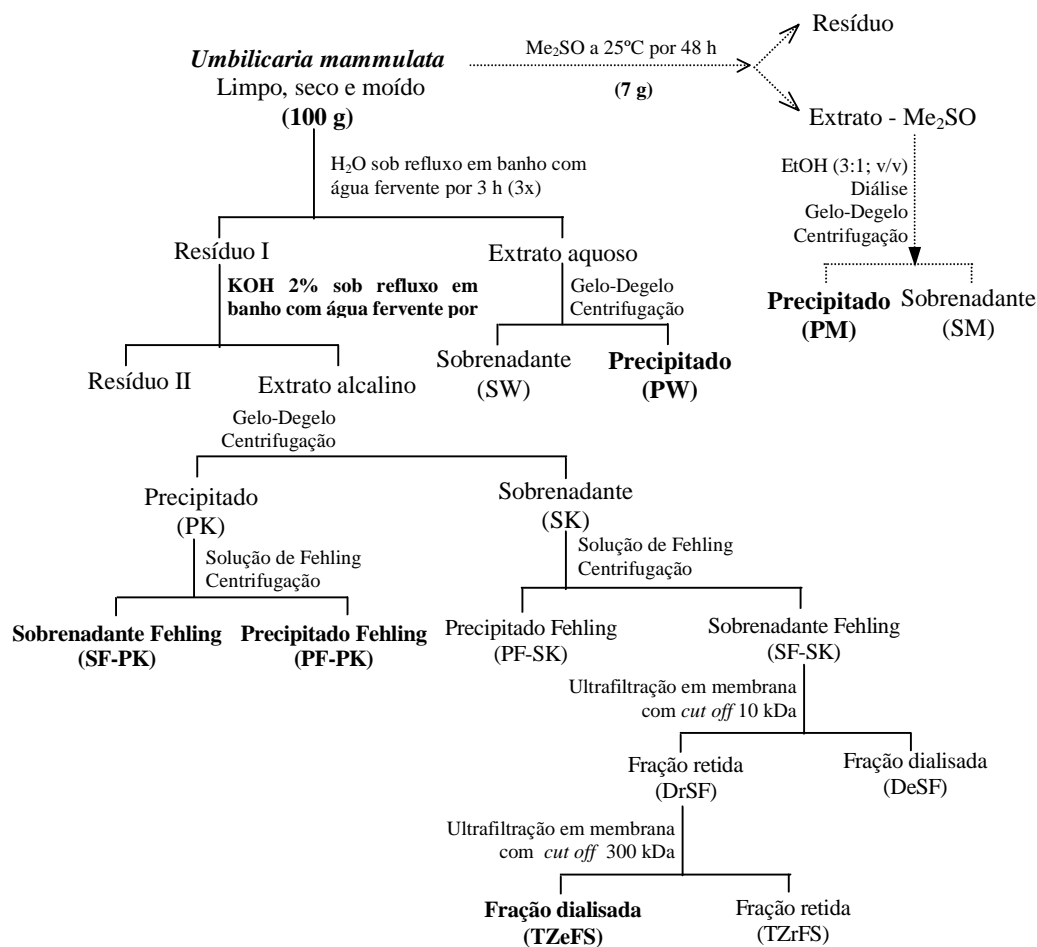 Umbilicaria mammulata
Limpo, seco e moído
(100 g)
Me₂SO a 25ºC por 48 h
(7 g)
Resíduo
Extrato - Me₂SO
EtOH (3:1; v/v)
Diálise
Gelo-Degelo
Centrifugação
Precipitado
(PM)
Sobrenadante
(SM)
H₂O sob refluxo em banho com
água fervente por 3 h (3x)
Resíduo I
Extrato aquoso
KOH 2% sob refluxo em
banho com água fervente por
Gelo-Degelo
Centrifugação
Sobrenadante
(SW)
Precipitado
(PW)
Resíduo II
Extrato alcalino
Gelo-Degelo
Centrifugação
Precipitado
(PK)
Sobrenadante
(SK)
Solução de Fehling
Centrifugação
Solução de Fehling
Centrifugação
Sobrenadante Fehling
(SF-PK)
Precipitado Fehling
(PF-PK)
Precipitado Fehling
(PF-SK)
Sobrenadante Fehling
(SF-SK)
Ultrafiltração em membrana
com cut off 10 kDa
Fração retida
(DrSF)
Fração dialisada
(DeSF)
Ultrafiltração em membrana
com cut off 300 kDa
Fração dialisada
(TZeFS)
Fração retida
(TZrFS)